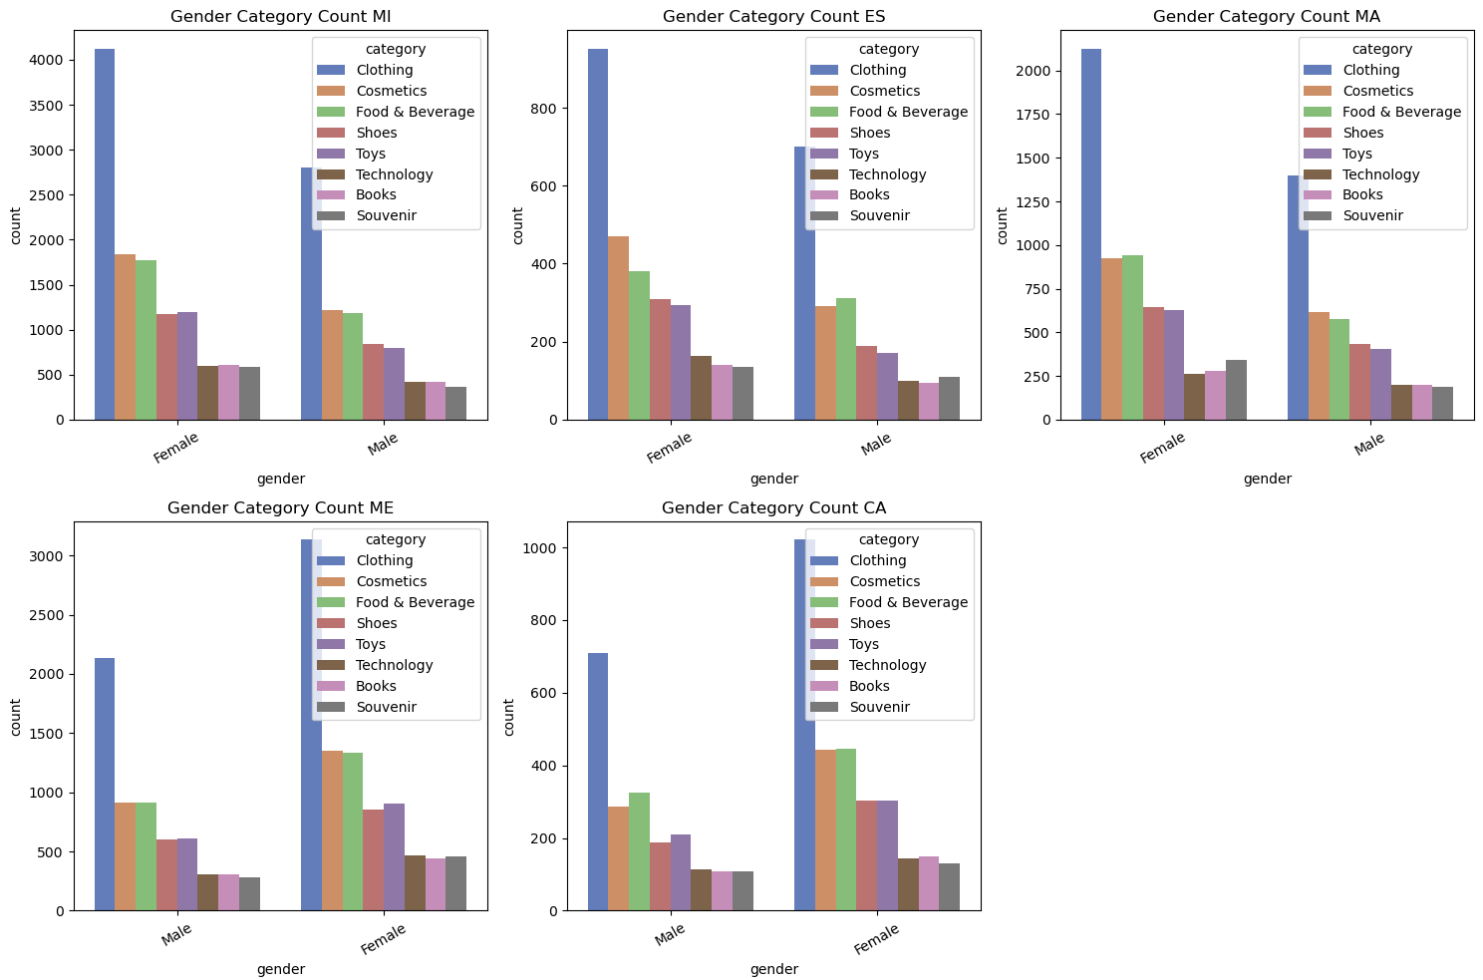 Gender Category Count MI
count
4000
3500
3000
2500
2000
1500
1000
500
0
category
Clothing
Cosmetics
Food & Beverage
Shoes
Toys
Technology
Books
Souvenir
Female
Male
gender
Gender Category Count ES
count
800
600
400
200
0
category
Clothing
Cosmetics
Food & Beverage
Shoes
Toys
Technology
Books
Souvenir
Female
Male
gender
Gender Category Count MA
count
2000
1750
1500
1250
1000
750
500
250
0
category
Clothing
Cosmetics
Food & Beverage
Shoes
Toys
Technology
Books
Souvenir
Female
Male
gender
Gender Category Count ME
count
3000
2500
2000
1500
1000
500
0
category
Clothing
Cosmetics
Food & Beverage
Shoes
Toys
Technology
Books
Souvenir
Male
Female
gender
Gender Category Count CA
count
1000
800
600
400
200
0
category
Clothing
Cosmetics
Food & Beverage
Shoes
Toys
Technology
Books
Souvenir
Male
Female
gender